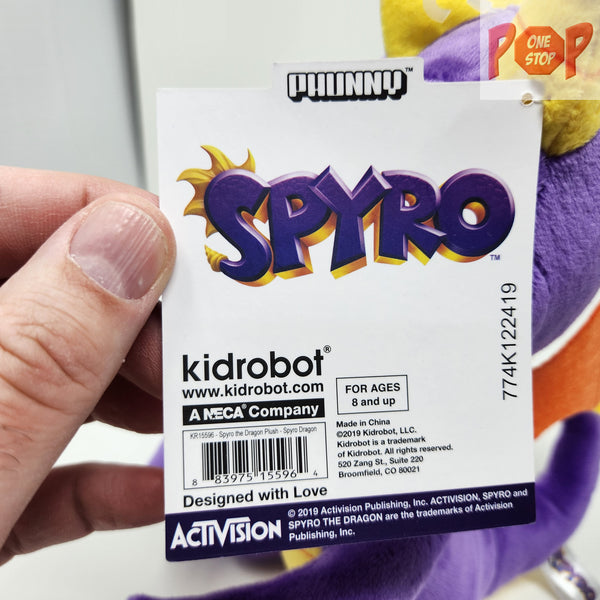 ONE
POP
STOP
PHUNNY™
SPYRO™
774K122419
kidrobot®
www.kidrobot.com
A NECA® Company
FOR AGES
8 and up
KR15596 - Spyro the Dragon Plush - Spyro Dragon
8 83975 15596 4
Designed with Love
Made in China
©2019 Kidrobot, LLC.
Kidrobot is a trademark
of Kidrobot. All rights reserved.
520 Zang St., Suite 220
Broomfield, CO 80021
ACTIVISION
© 2019 Activision Publishing, Inc. ACTIVISION, SPYRO and
SPYRO THE DRAGON are the trademarks of Activision
Publishing, Inc.